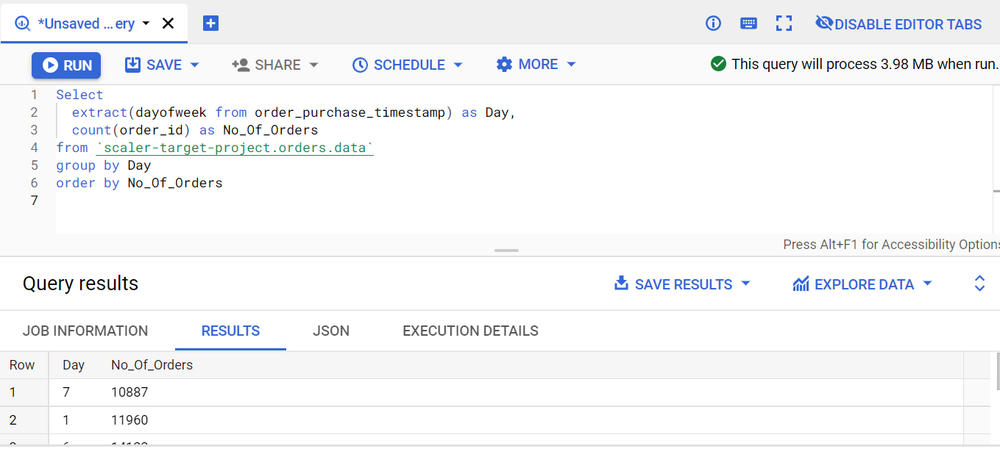 *Unsaved ...ery
DISABLE EDITOR TABS
RUN SAVE SHARE SCHEDULE MORE This query will process 3.98 MB when run.
1 Select
2 extract(dayofweek from order_purchase_timestamp) as Day,
3 count(order_id) as No_Of_Orders
4 from `scaler-target-project.orders.data`
5 group by Day
6 order by No_Of_Orders
7
Press Alt+F1 for Accessibility Options
Query results SAVE RESULTS EXPLORE DATA
JOB INFORMATION RESULTS JSON EXECUTION DETAILS
Row Day No_Of_Orders
1 7 10887
2 1 11960